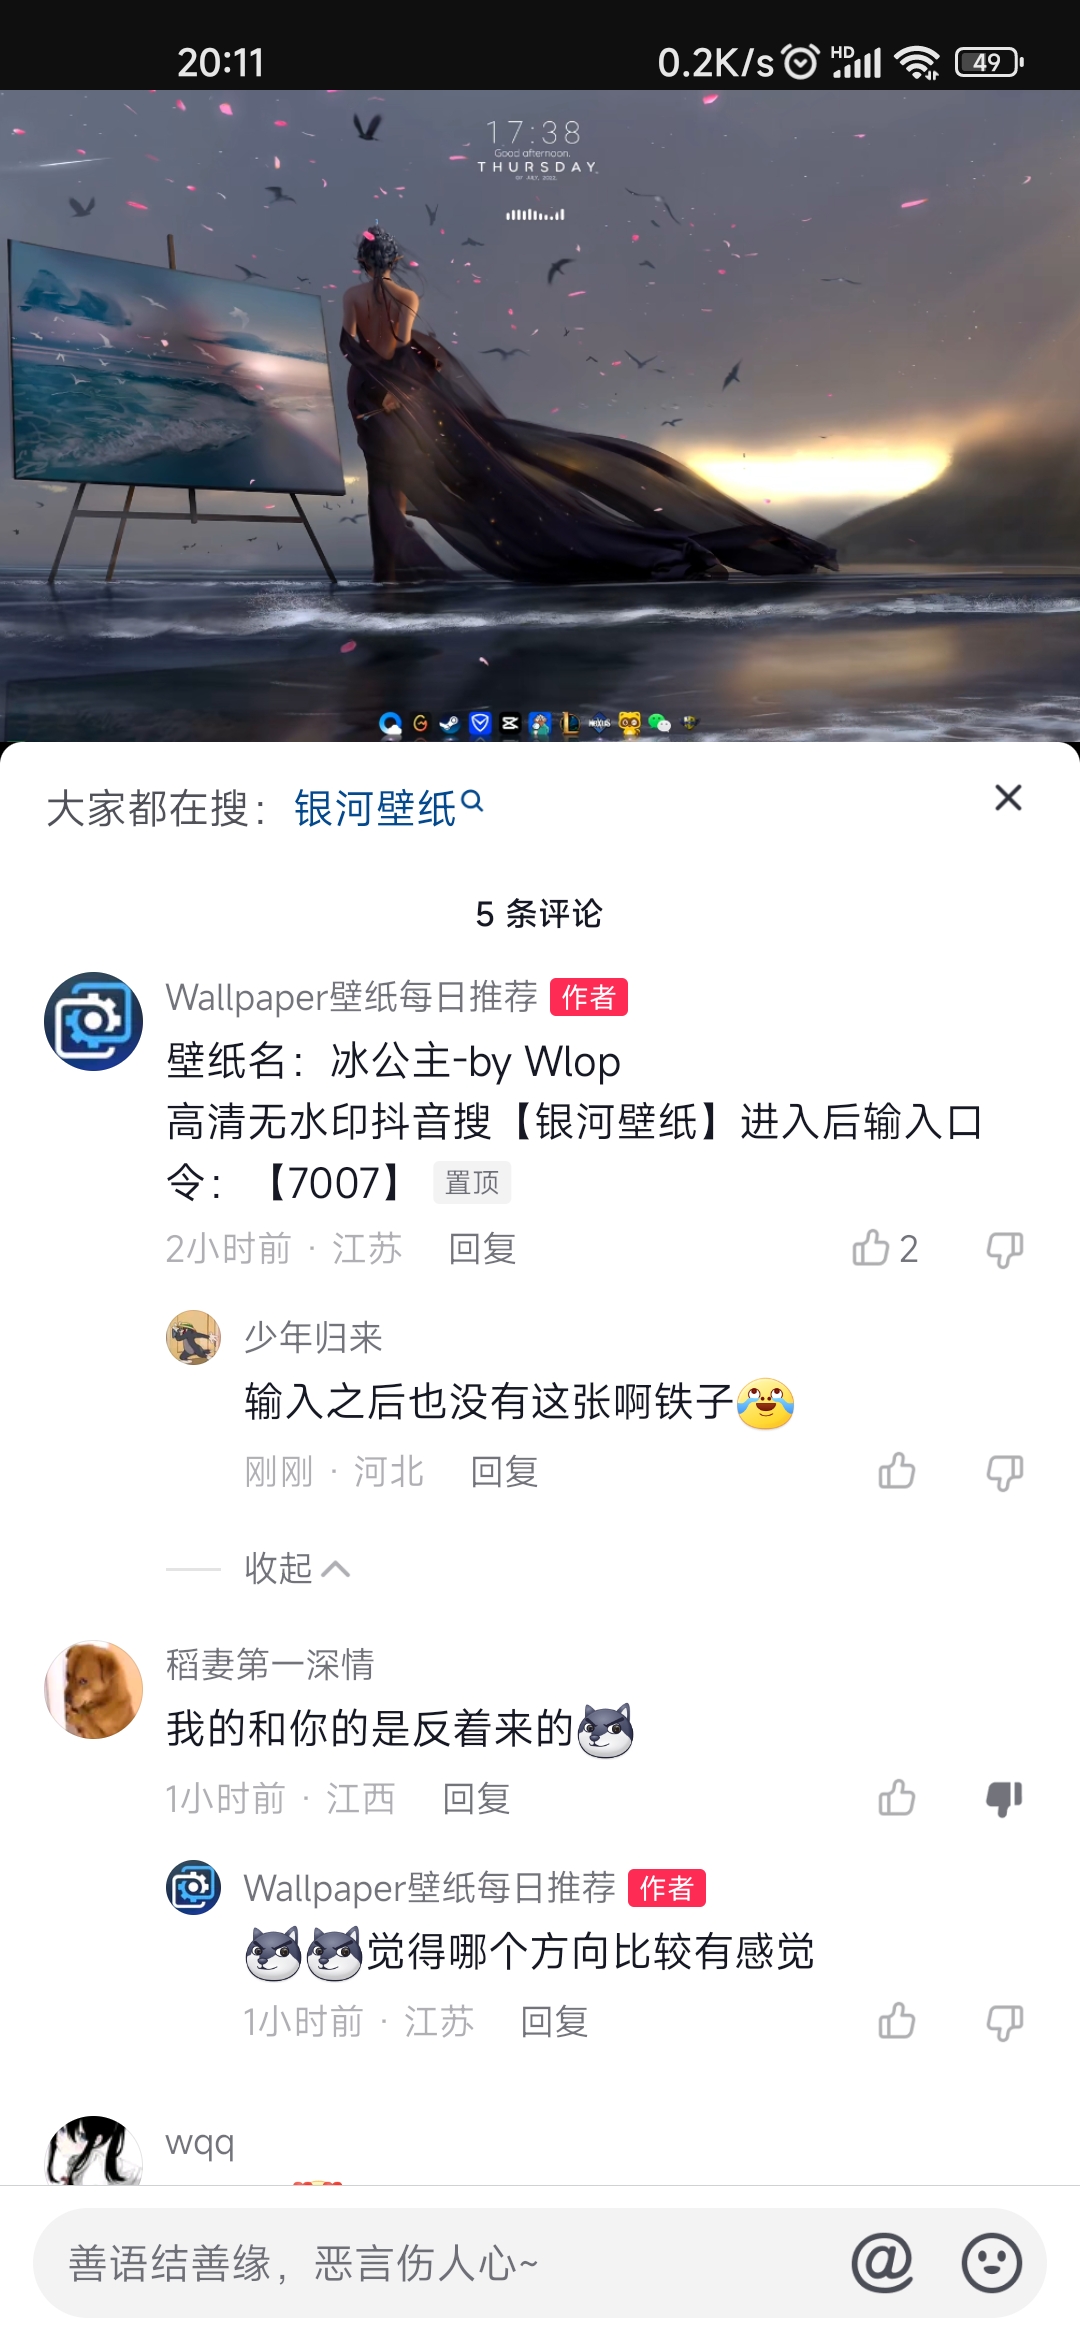 20:11
0.2K/s HD 49
17:38
Good afternoon.
THURSDAY.
07 JULY, 2022.
大家都在搜：银河壁纸
5 条评论
Wallpaper壁纸每日推荐 作者
壁纸名：冰公主-by Wlop
高清无水印抖音搜【银河壁纸】进入后输入口
令：【7007】 置顶
2小时前 · 江苏 回复 2
少年归来
输入之后也没有这张啊铁子
刚刚 · 河北 回复
收起
稻妻第一深情
我的和你的是反着来的
1小时前 · 江西 回复
Wallpaper壁纸每日推荐 作者
觉得哪个方向比较有感觉
1小时前 · 江苏 回复
wqq
善语结善缘，恶言伤人心~